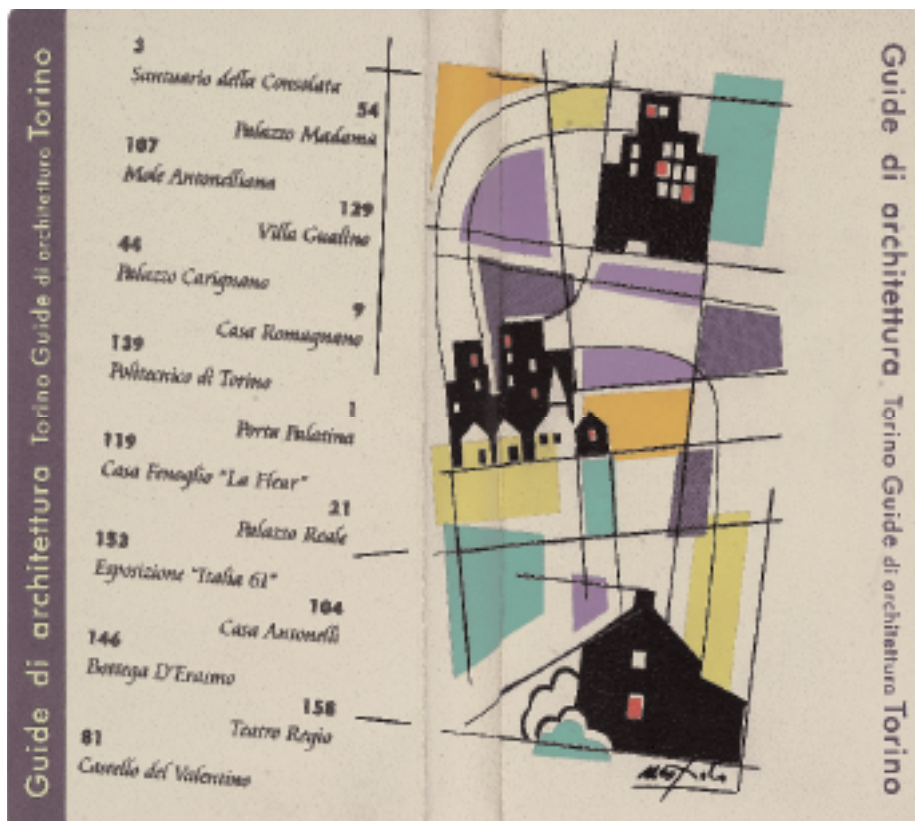 Guide di architettura Torino Guide di architettura Torino
3
Santuario della Consolata
54
Palazzo Madama
107
Mole Antonelliana
129
Villa Gualino
44
Palazzo Carignano
9
Casa Romagnano
139
Politecnico di Torino
1
Porta Palatina
119
Casa Fenoglio "La Fleur"
21
Palazzo Reale
153
Esposizione "Italia 61"
104
Casa Antonelli
146
Bottega D'Erasmo
158
Teatro Regio
81
Castello del Valentino
Guide di architettura Torino Guide di architettura Torino